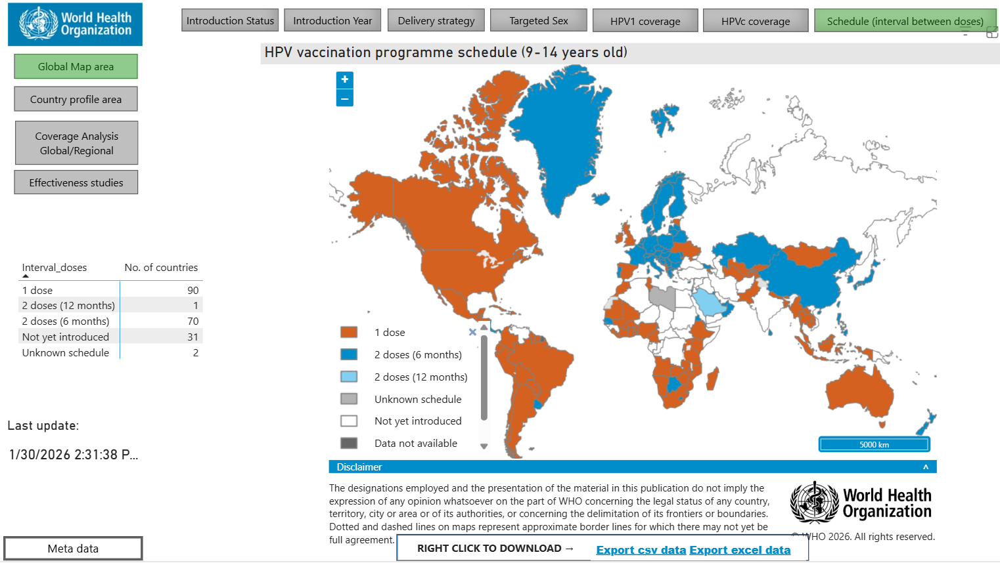 World Health
Organization
Introduction Status
Introduction Year
Delivery strategy
Targeted Sex
HPV1 coverage
HPVc coverage
Schedule (interval between doses)
HPV vaccination programme schedule (9-14 years old)
Global Map area
Country profile area
Coverage Analysis
Global/Regional
Effectiveness studies
+
−
Interval_doses No. of countries
1 dose 90
2 doses (12 months) 1
2 doses (6 months) 70
Not yet introduced 31
Unknown schedule 2
1 dose
2 doses (6 months)
2 doses (12 months)
Unknown schedule
Not yet introduced
Data not available
Last update:
1/30/2026 2:31:38 P...
5000 km
Disclaimer
The designations employed and the presentation of the material in this publication do not imply the
expression of any opinion whatsoever on the part of WHO concerning the legal status of any country,
territory, city or area or of its authorities, or concerning the delimitation of its frontiers or boundaries.
Dotted and dashed lines on maps represent approximate border lines for which there may not yet be
full agreement.
World Health
Organization
© WHO 2026. All rights reserved.
RIGHT CLICK TO DOWNLOAD →
Export csv data Export excel data
Meta data